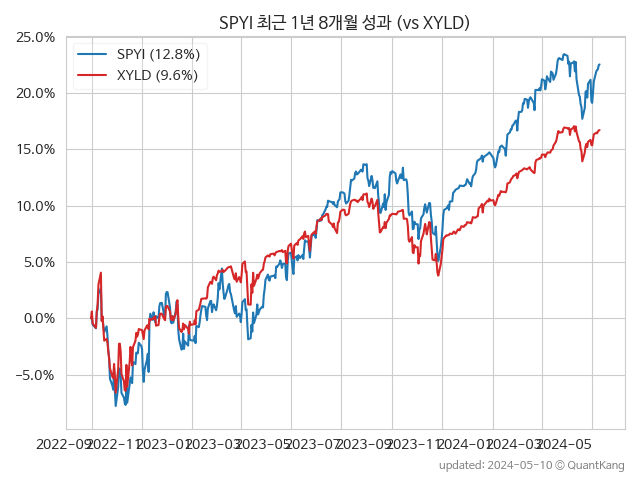 SPYI 최근 1년 8개월 성과 (vs XYLD)
25.0%
20.0%
15.0%
10.0%
5.0%
0.0%
−5.0%
SPYI (12.8%)
XYLD (9.6%)
2022-09 2022-11 2023-01 2023-03 2023-05 2023-07 2023-09 2023-11 2024-01 2024-03 2024-05
updated: 2024-05-10 © QuantKang